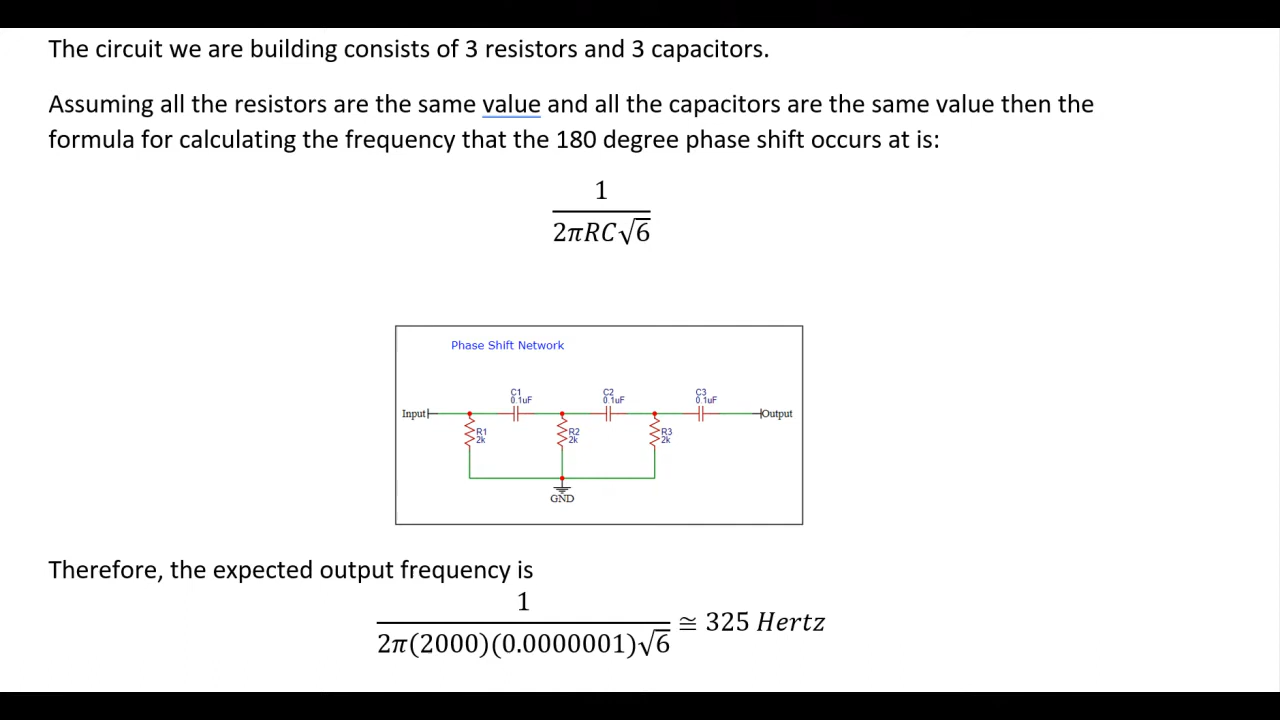 The circuit we are building consists of 3 resistors and 3 capacitors.
Assuming all the resistors are the same value and all the capacitors are the same value then the
formula for calculating the frequency that the 180 degree phase shift occurs at is:
1
2πRC√6
Phase Shift Network
C1 C2 C3
0.1uF 0.1uF 0.1uF
Input Output
R1 R2 R3
2k 2k 2k
GND
Therefore, the expected output frequency is
1
2π(2000)(0.0000001)√6 ≅ 325 Hertz